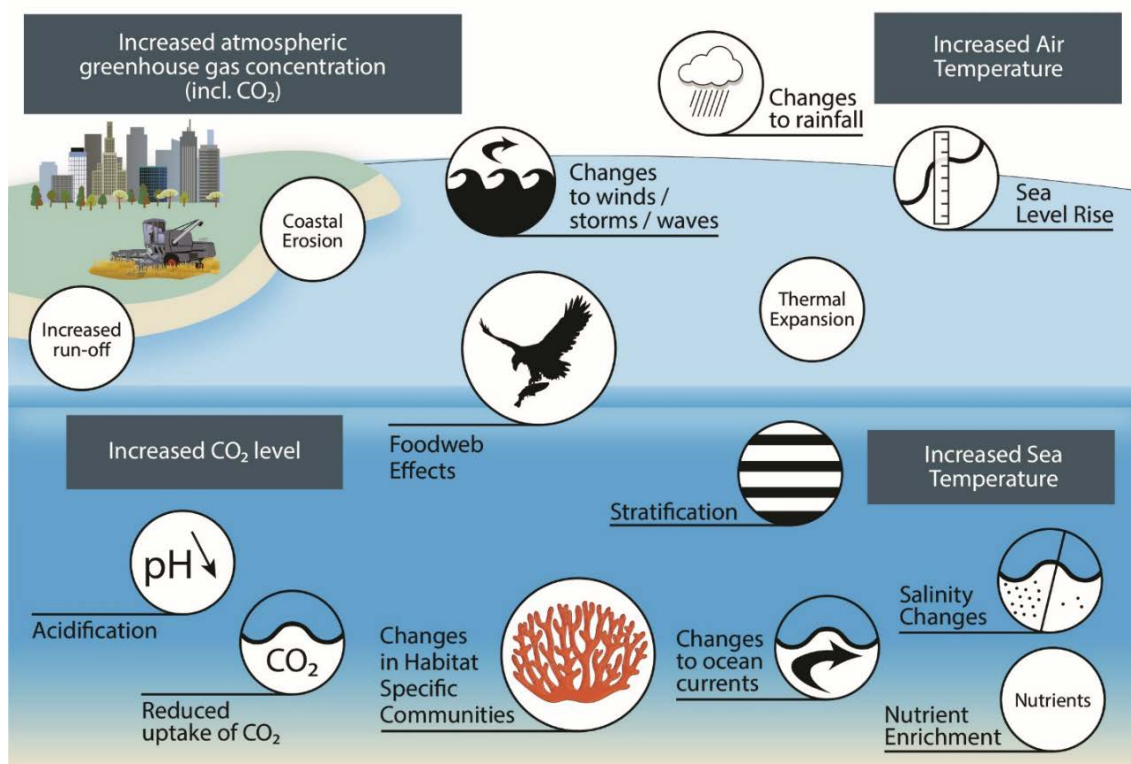 Increased atmospheric
greenhouse gas concentration
(incl. CO₂)
Increased Air
Temperature
Changes
to rainfall
Changes
to winds /
storms / waves
Sea
Level Rise
Coastal
Erosion
Thermal
Expansion
Increased
run-off
Increased CO₂ level
Foodweb
Effects
Increased Sea
Temperature
Stratification
pH
Acidification
Salinity
Changes
CO₂
Reduced
uptake of CO₂
Changes
in Habitat
Specific
Communities
Changes
to ocean
currents
Nutrients
Nutrient
Enrichment